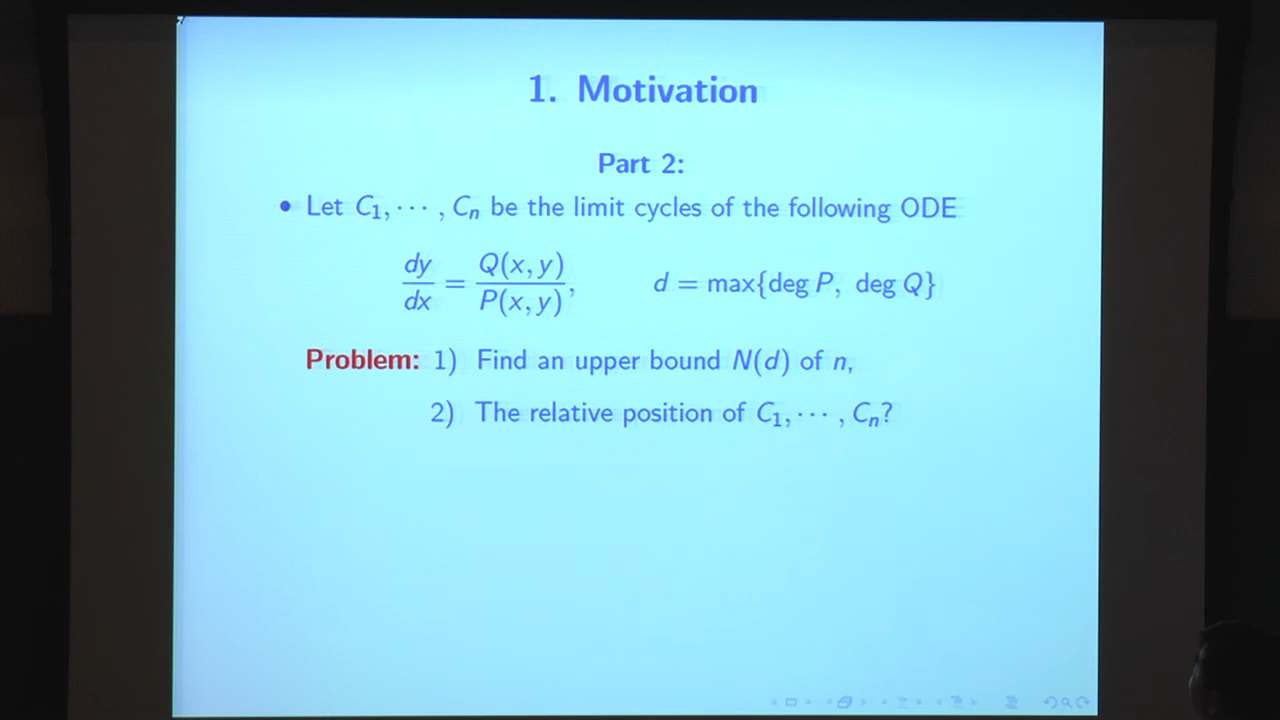 1. Motivation
Part 2:
• Let C₁, ⋯ , Cₙ be the limit cycles of the following ODE
dy/dx = Q(x, y)/P(x, y), d = max{deg P, deg Q}
Problem: 1) Find an upper bound N(d) of n,
2) The relative position of C₁, ⋯ , Cₙ?